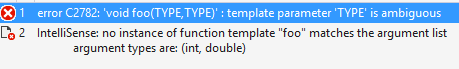 1 error C2782: 'void foo(TYPE,TYPE)' : template parameter 'TYPE' is ambiguous
2 IntelliSense: no instance of function template "foo" matches the argument list
argument types are: (int, double)